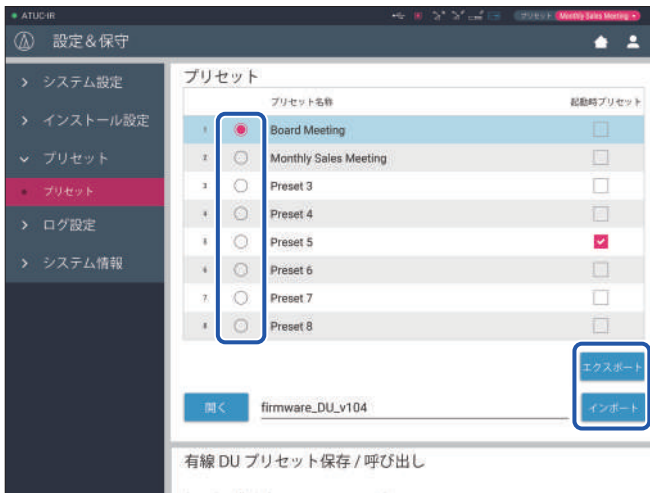 ATUC-IR
プリセット Monthly Sales Meeting
設定&保守
システム設定
インストール設定
プリセット
プリセット
ログ設定
システム情報
プリセット
プリセット名称 起動時プリセット
1 Board Meeting
2 Monthly Sales Meeting
3 Preset 3
4 Preset 4
5 Preset 5
6 Preset 6
7 Preset 7
8 Preset 8
エクスポート
開く firmware_DU_v104 インポート
有線 DU プリセット保存 / 呼び出し